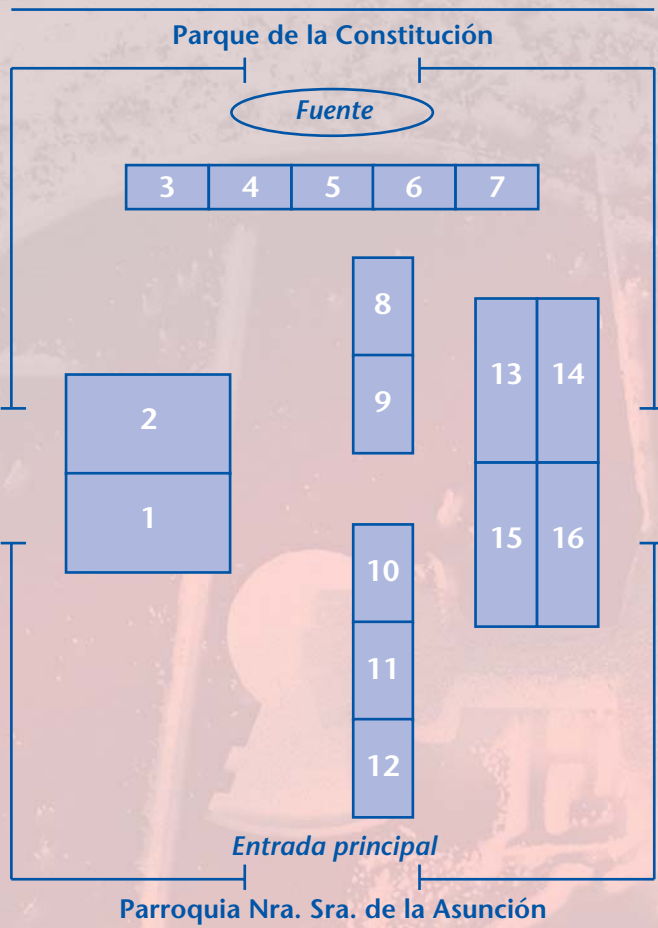 Parque de la Constitución
Fuente
3 4 5 6 7
8
13 14
9
2
1
15 16
10
11
12
Entrada principal
Parroquia Nra. Sra. de la Asunción